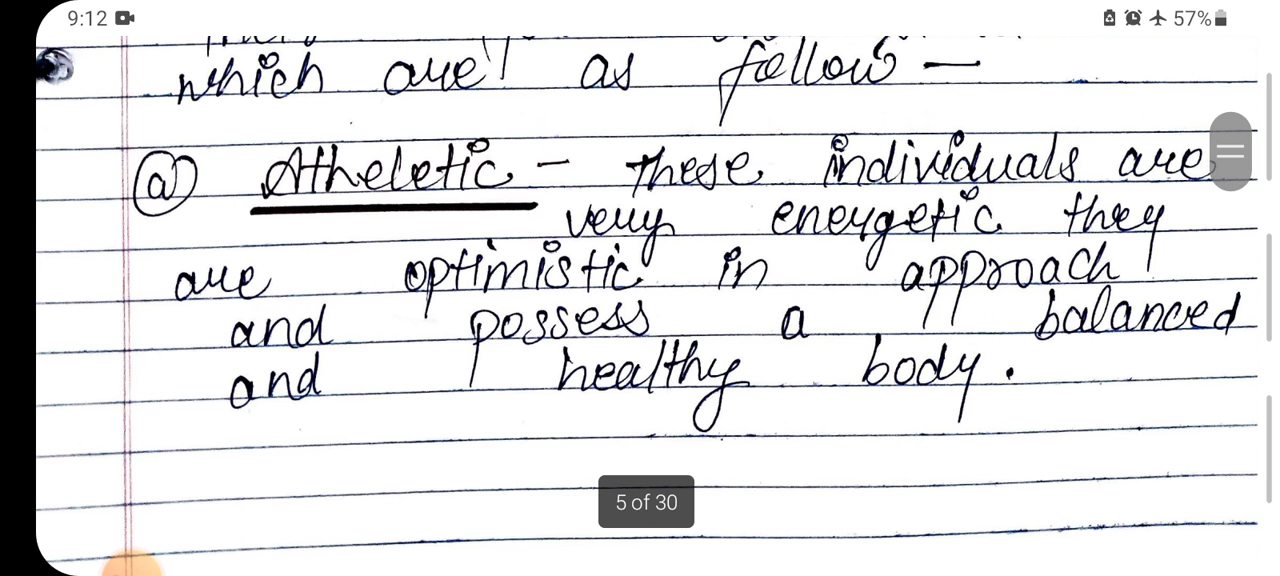 9:12
57%
which are as follow —
(a) Atheletic - These individuals are
very energetic they
are optimistic in approach
and possess a balanced
and healthy body.
5 of 30